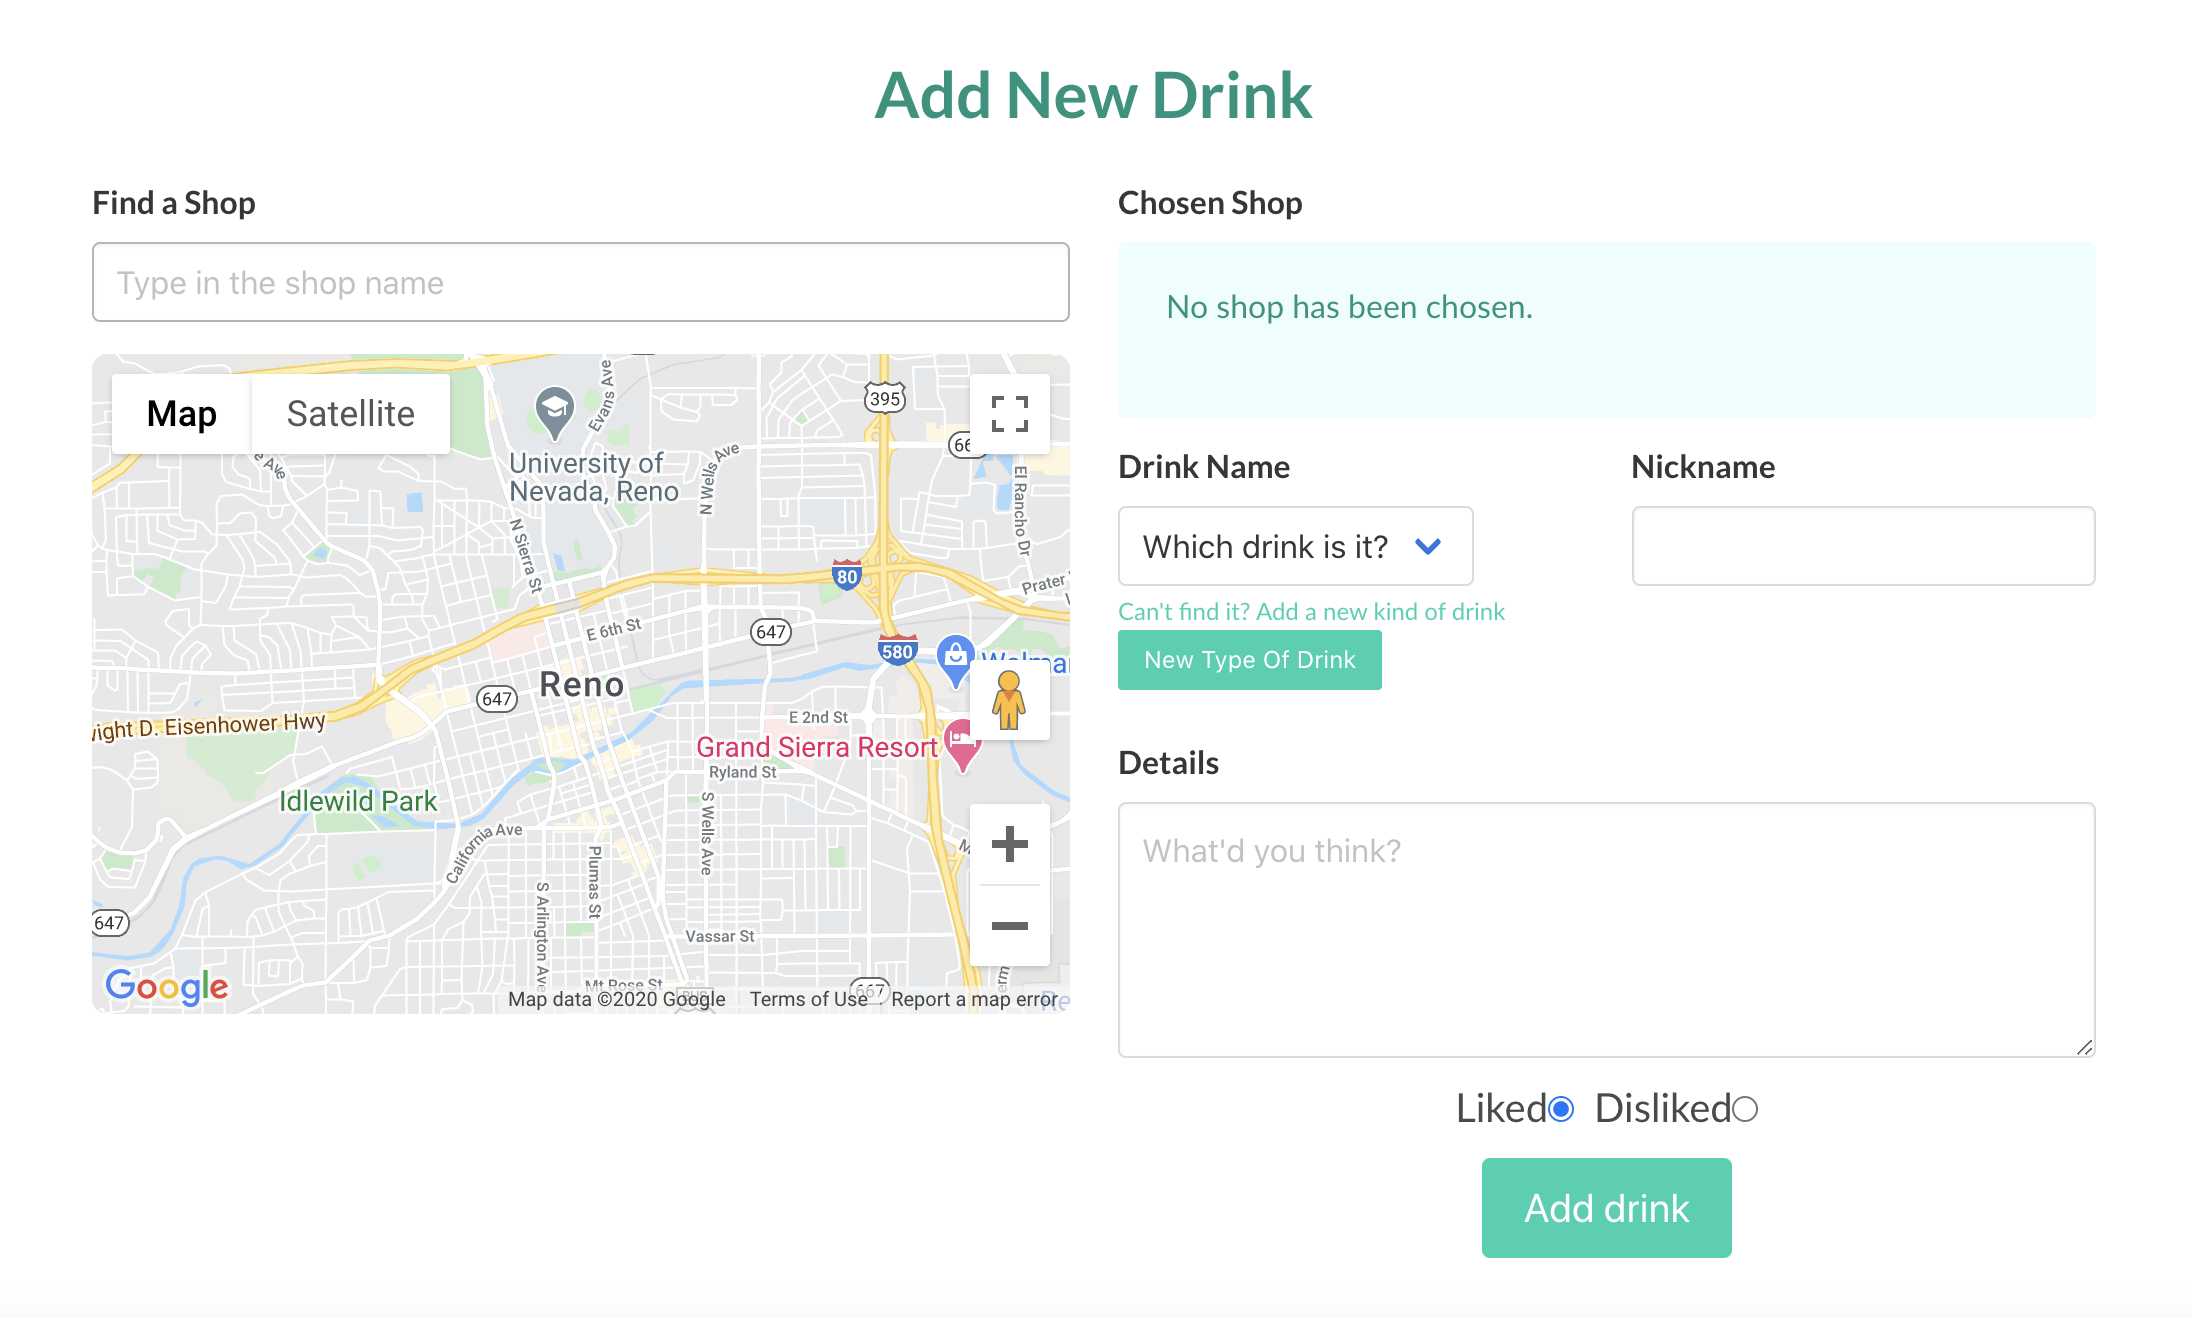 Add New Drink
Find a Shop
Type in the shop name
Map
Satellite
Evans Ave
395
University of
Nevada, Reno
N Wells Ave
El Rancho Dr
N Sierra St
80
Prater
E 6th St
647
580
Reno
647
E 2nd St
wight D. Eisenhower Hwy
Grand Sierra Resort
Ryland St
Idlewild Park
California Ave
S Wells Ave
Plumas St
S Arlington Ave
647
Vassar St
Mt Rose St
667
Google
Map data ©2020 Google
Terms of Use
Report a map error
Chosen Shop
No shop has been chosen.
Drink Name
Nickname
Which drink is it?
Can't find it? Add a new kind of drink
New Type Of Drink
Details
What'd you think?
Liked Disliked
Add drink